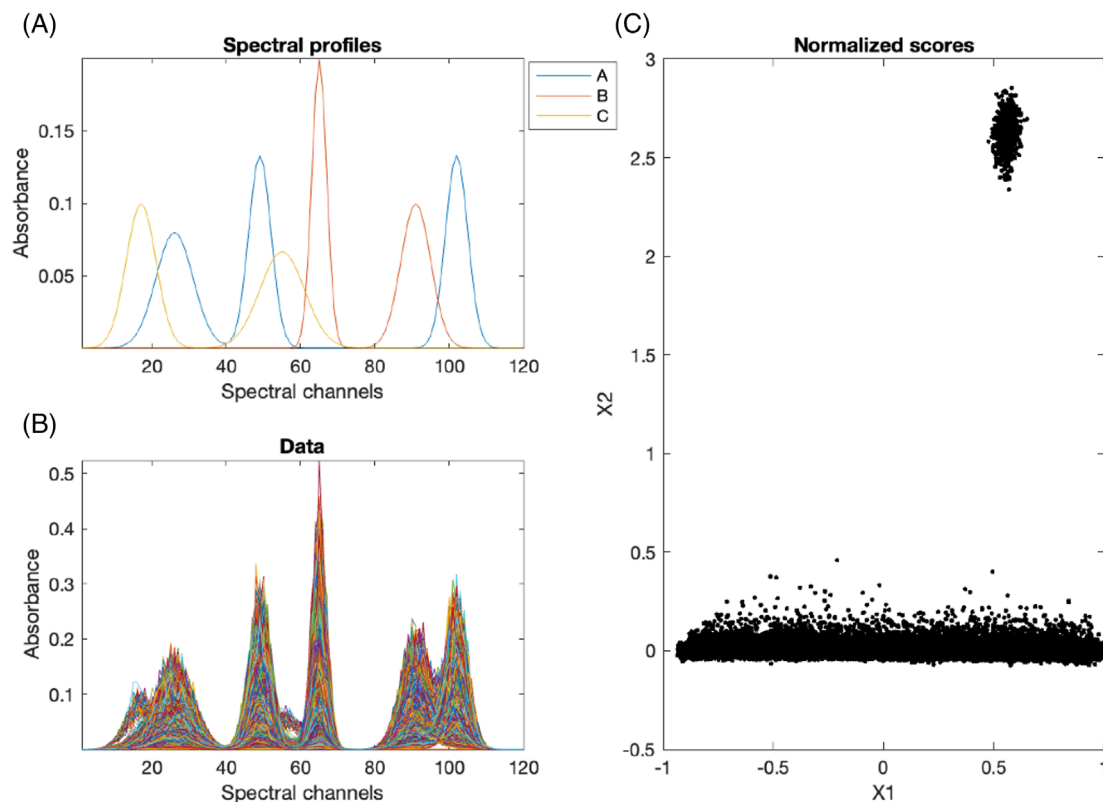 (A)
Spectral profiles
A
B
C
0.15
0.1
0.05
Absorbance
20 40 60 80 100 120
Spectral channels
(B)
Data
0.5
0.4
0.3
0.2
0.1
Absorbance
20 40 60 80 100 120
Spectral channels
(C)
Normalized scores
3
2.5
2
1.5
1
0.5
0
-0.5
X2
-1 -0.5 0 0.5 1
X1